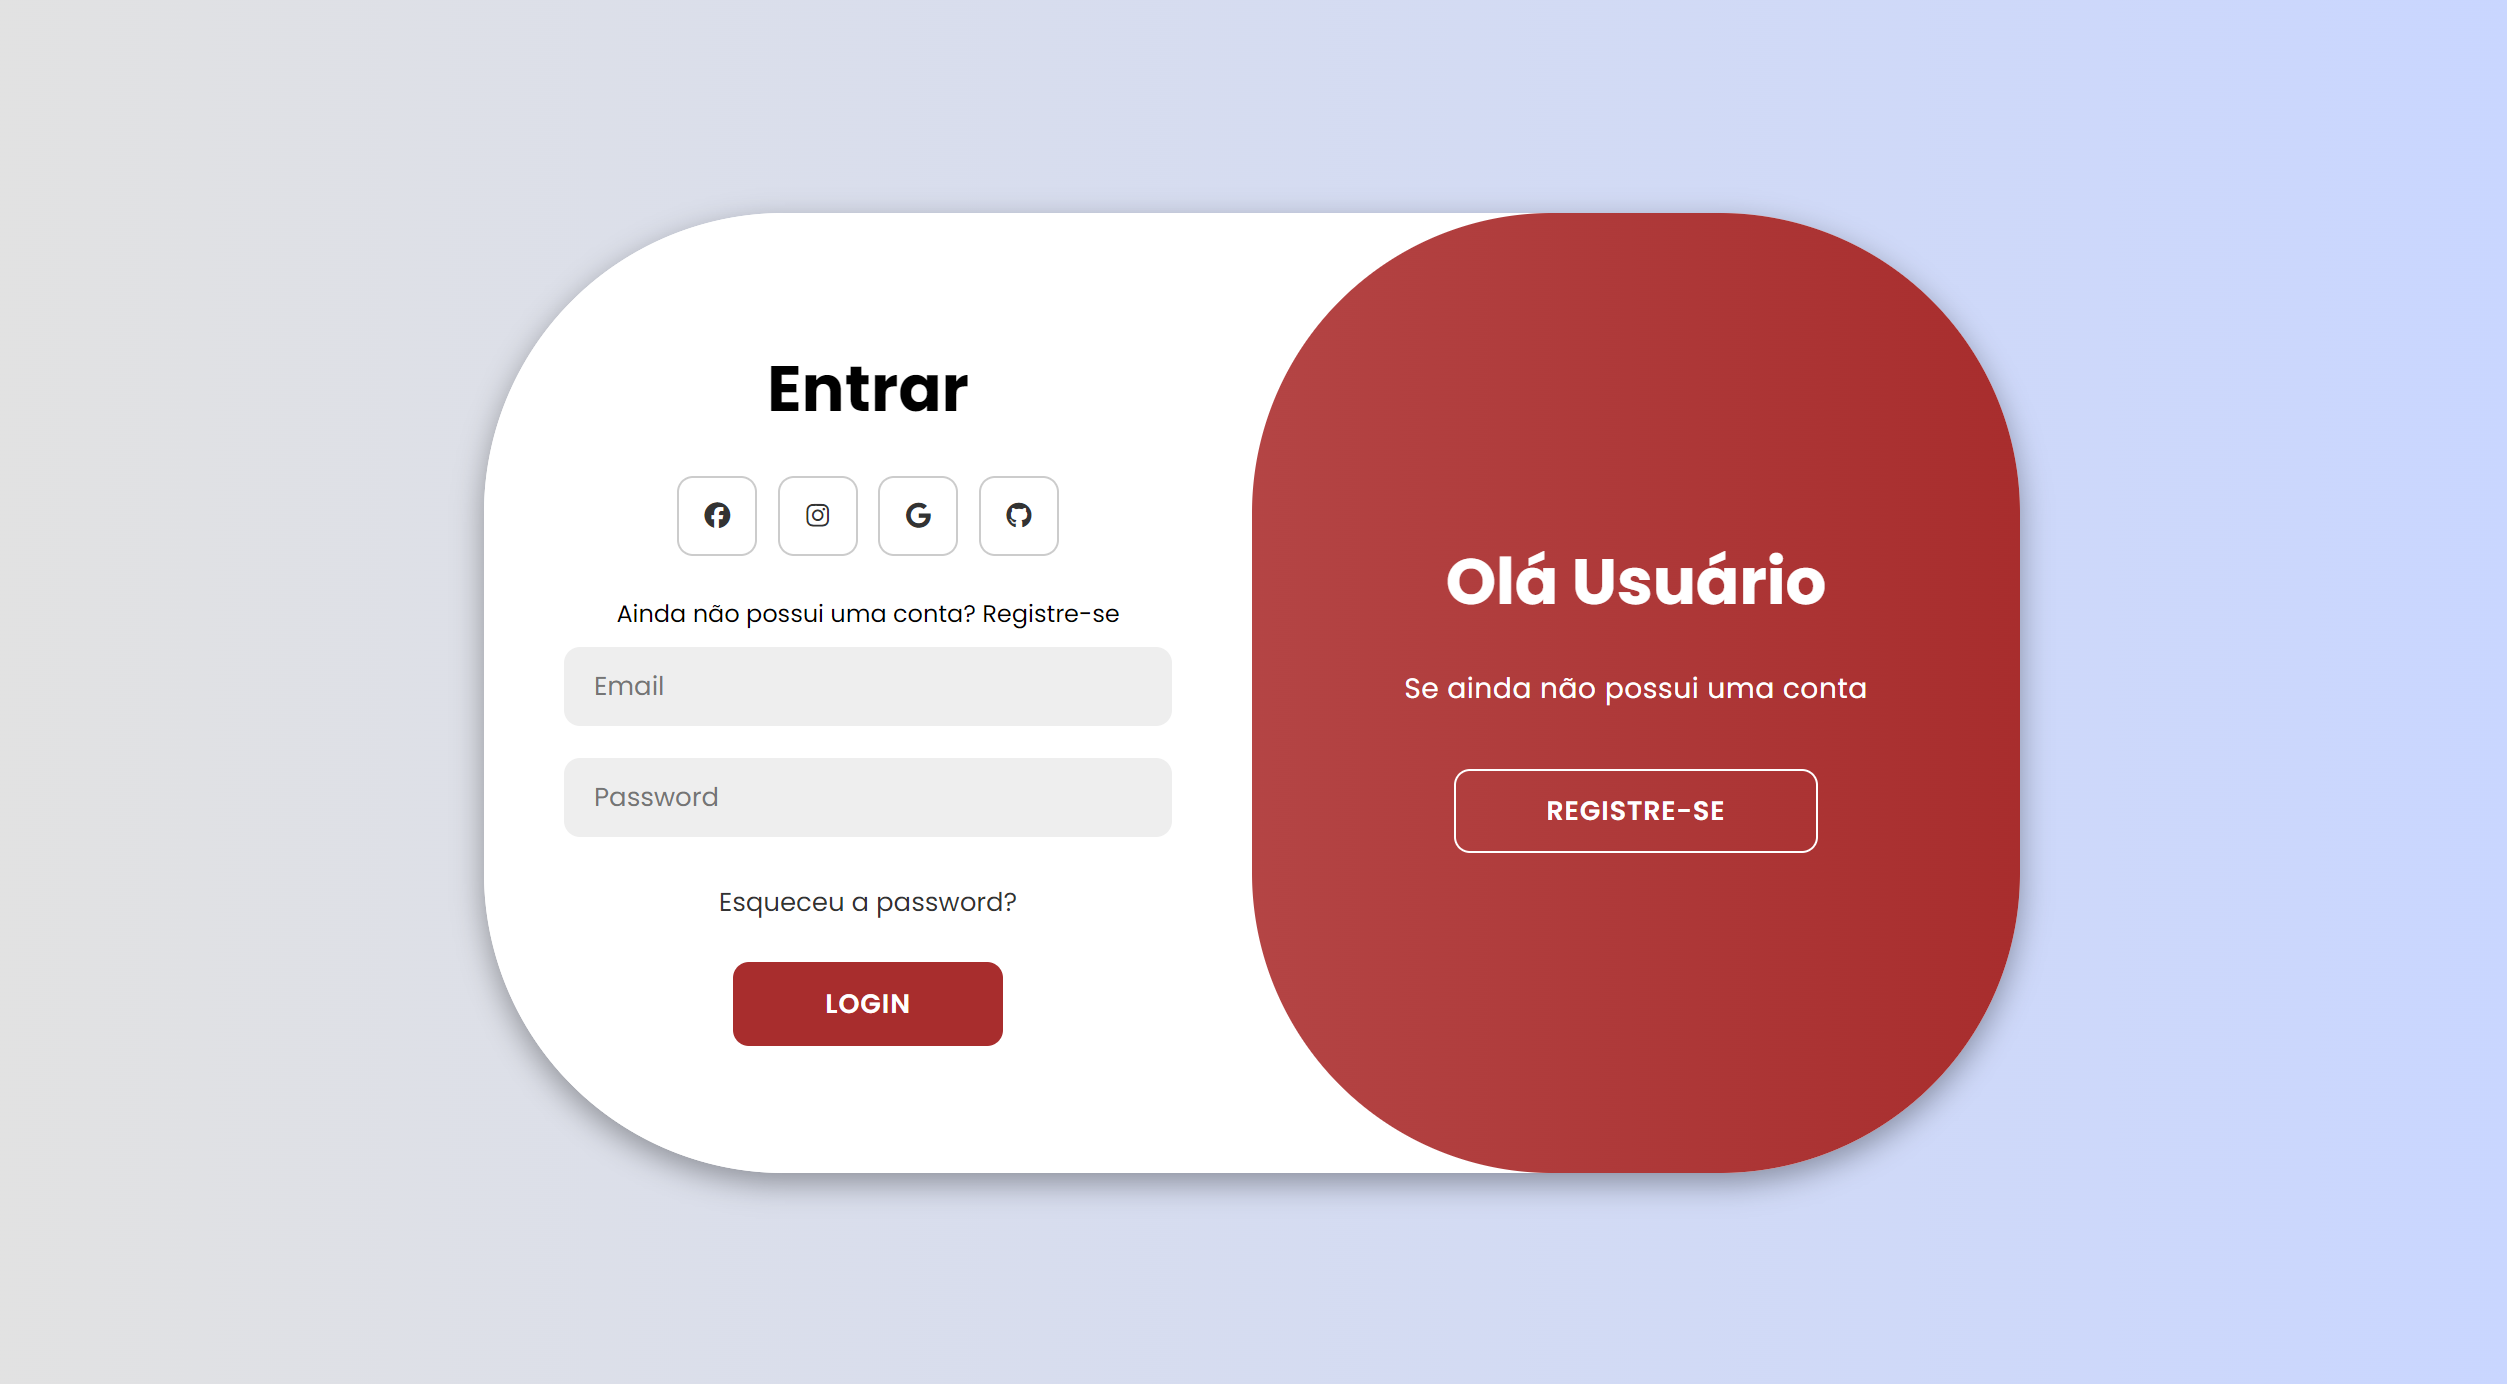 Entrar
Ainda não possui uma conta? Registre-se
Email
Password
Esqueceu a password?
LOGIN
Olá Usuário
Se ainda não possui uma conta
REGISTRE-SE